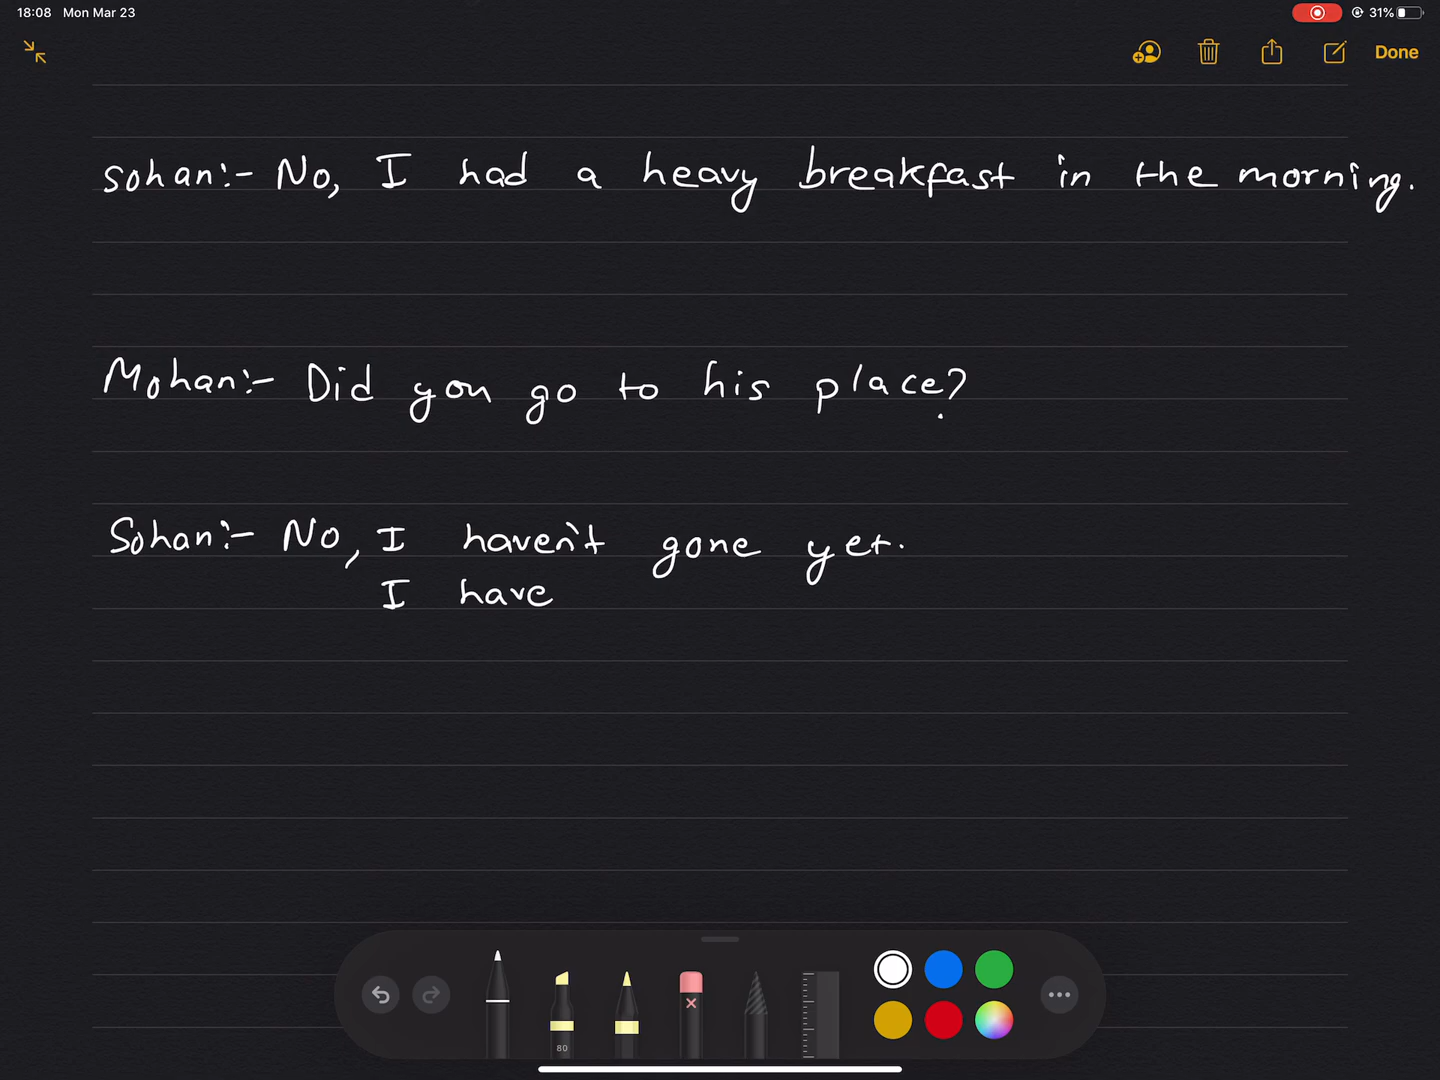 18:08 Mon Mar 23
31%
Done
sohan:- No, I had a heavy breakfast in the morning.
Mohan:- Did you go to his place?
Sohan:- No, I haven't gone yet.
I have
80